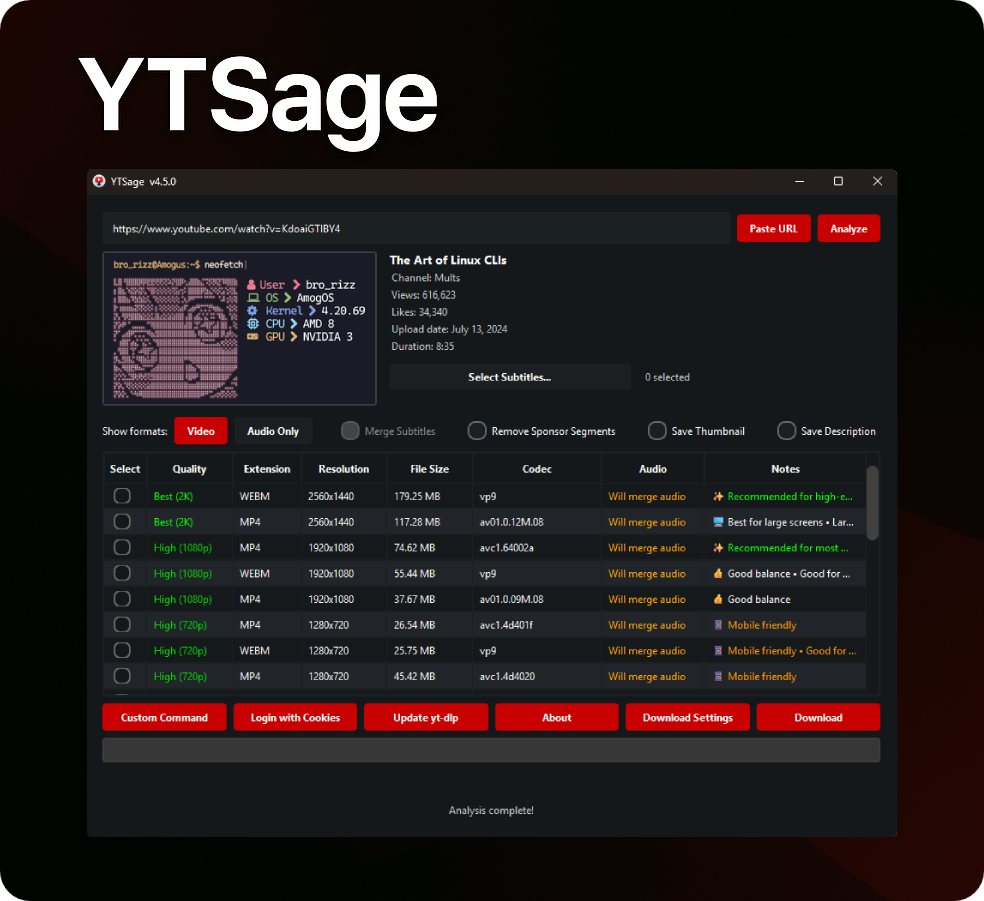 YTSage
YTSage v4.5.0
https://www.youtube.com/watch?v=KdoaiGTIBY4
Paste URL
Analyze
bro_rizz@Amogus:~$ neofetch
User bro_rizz
OS AmogOS
Kernel 4.20.69
CPU AMD 8
GPU NVIDIA 3
The Art of Linux CLIs
Channel: Mults
Views: 616,623
Likes: 34,340
Upload date: July 13, 2024
Duration: 8:35
Select Subtitles... 0 selected
Show formats: Video Audio Only Merge Subtitles Remove Sponsor Segments Save Thumbnail Save Description
Select Quality Extension Resolution File Size Codec Audio Notes
Best (2K) WEBM 2560x1440 179.25 MB vp9 Will merge audio ✨ Recommended for high-e...
Best (2K) MP4 2560x1440 117.28 MB av01.0.12M.08 Will merge audio 🖥️ Best for large screens • Lar...
High (1080p) MP4 1920x1080 74.62 MB avc1.64002a Will merge audio ✨ Recommended for most ...
High (1080p) WEBM 1920x1080 55.44 MB vp9 Will merge audio 👍 Good balance • Good for ...
High (1080p) MP4 1920x1080 37.67 MB av01.0.09M.08 Will merge audio 👍 Good balance
High (720p) MP4 1280x720 26.54 MB avc1.4d401f Will merge audio 📱 Mobile friendly
High (720p) WEBM 1280x720 25.75 MB vp9 Will merge audio 📱 Mobile friendly • Good for ...
High (720p) MP4 1280x720 45.42 MB avc1.4d4020 Will merge audio 📱 Mobile friendly
Custom Command Login with Cookies Update yt-dlp About Download Settings Download
Analysis complete!